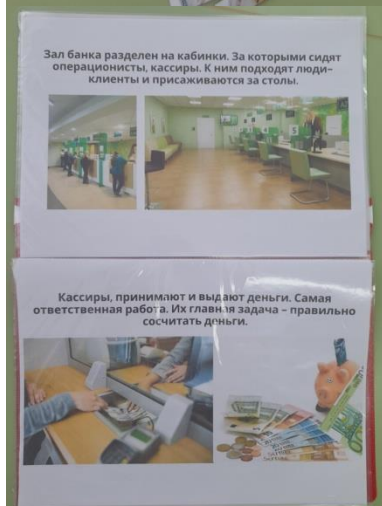 Зал банка разделен на кабинки. За которыми сидят
операционисты, кассиры. К ним подходят люди–
клиенты и присаживаются за столы.
Кассиры, принимают и выдают деньги. Самая
ответственная работа. Их главная задача – правильно
сосчитать деньги.